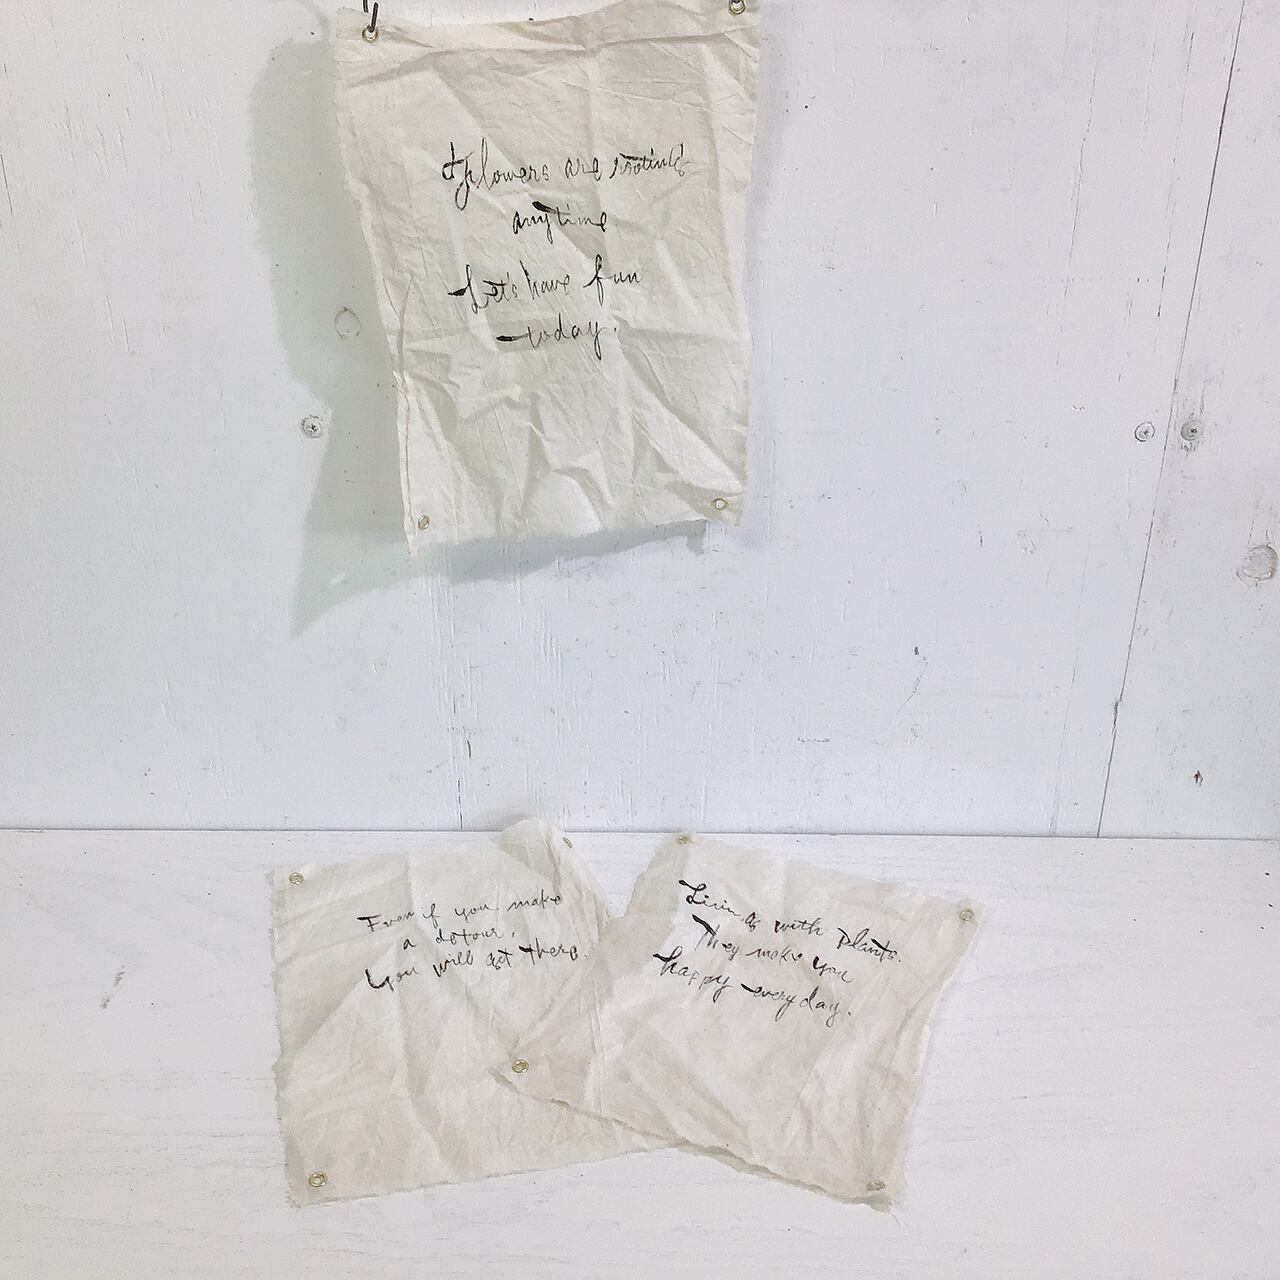 Flowers are rooting
anytime
Let's have fun
today.
Even if you make
a detour,
You will get there.
Living with plants.
They make you
happy everyday.